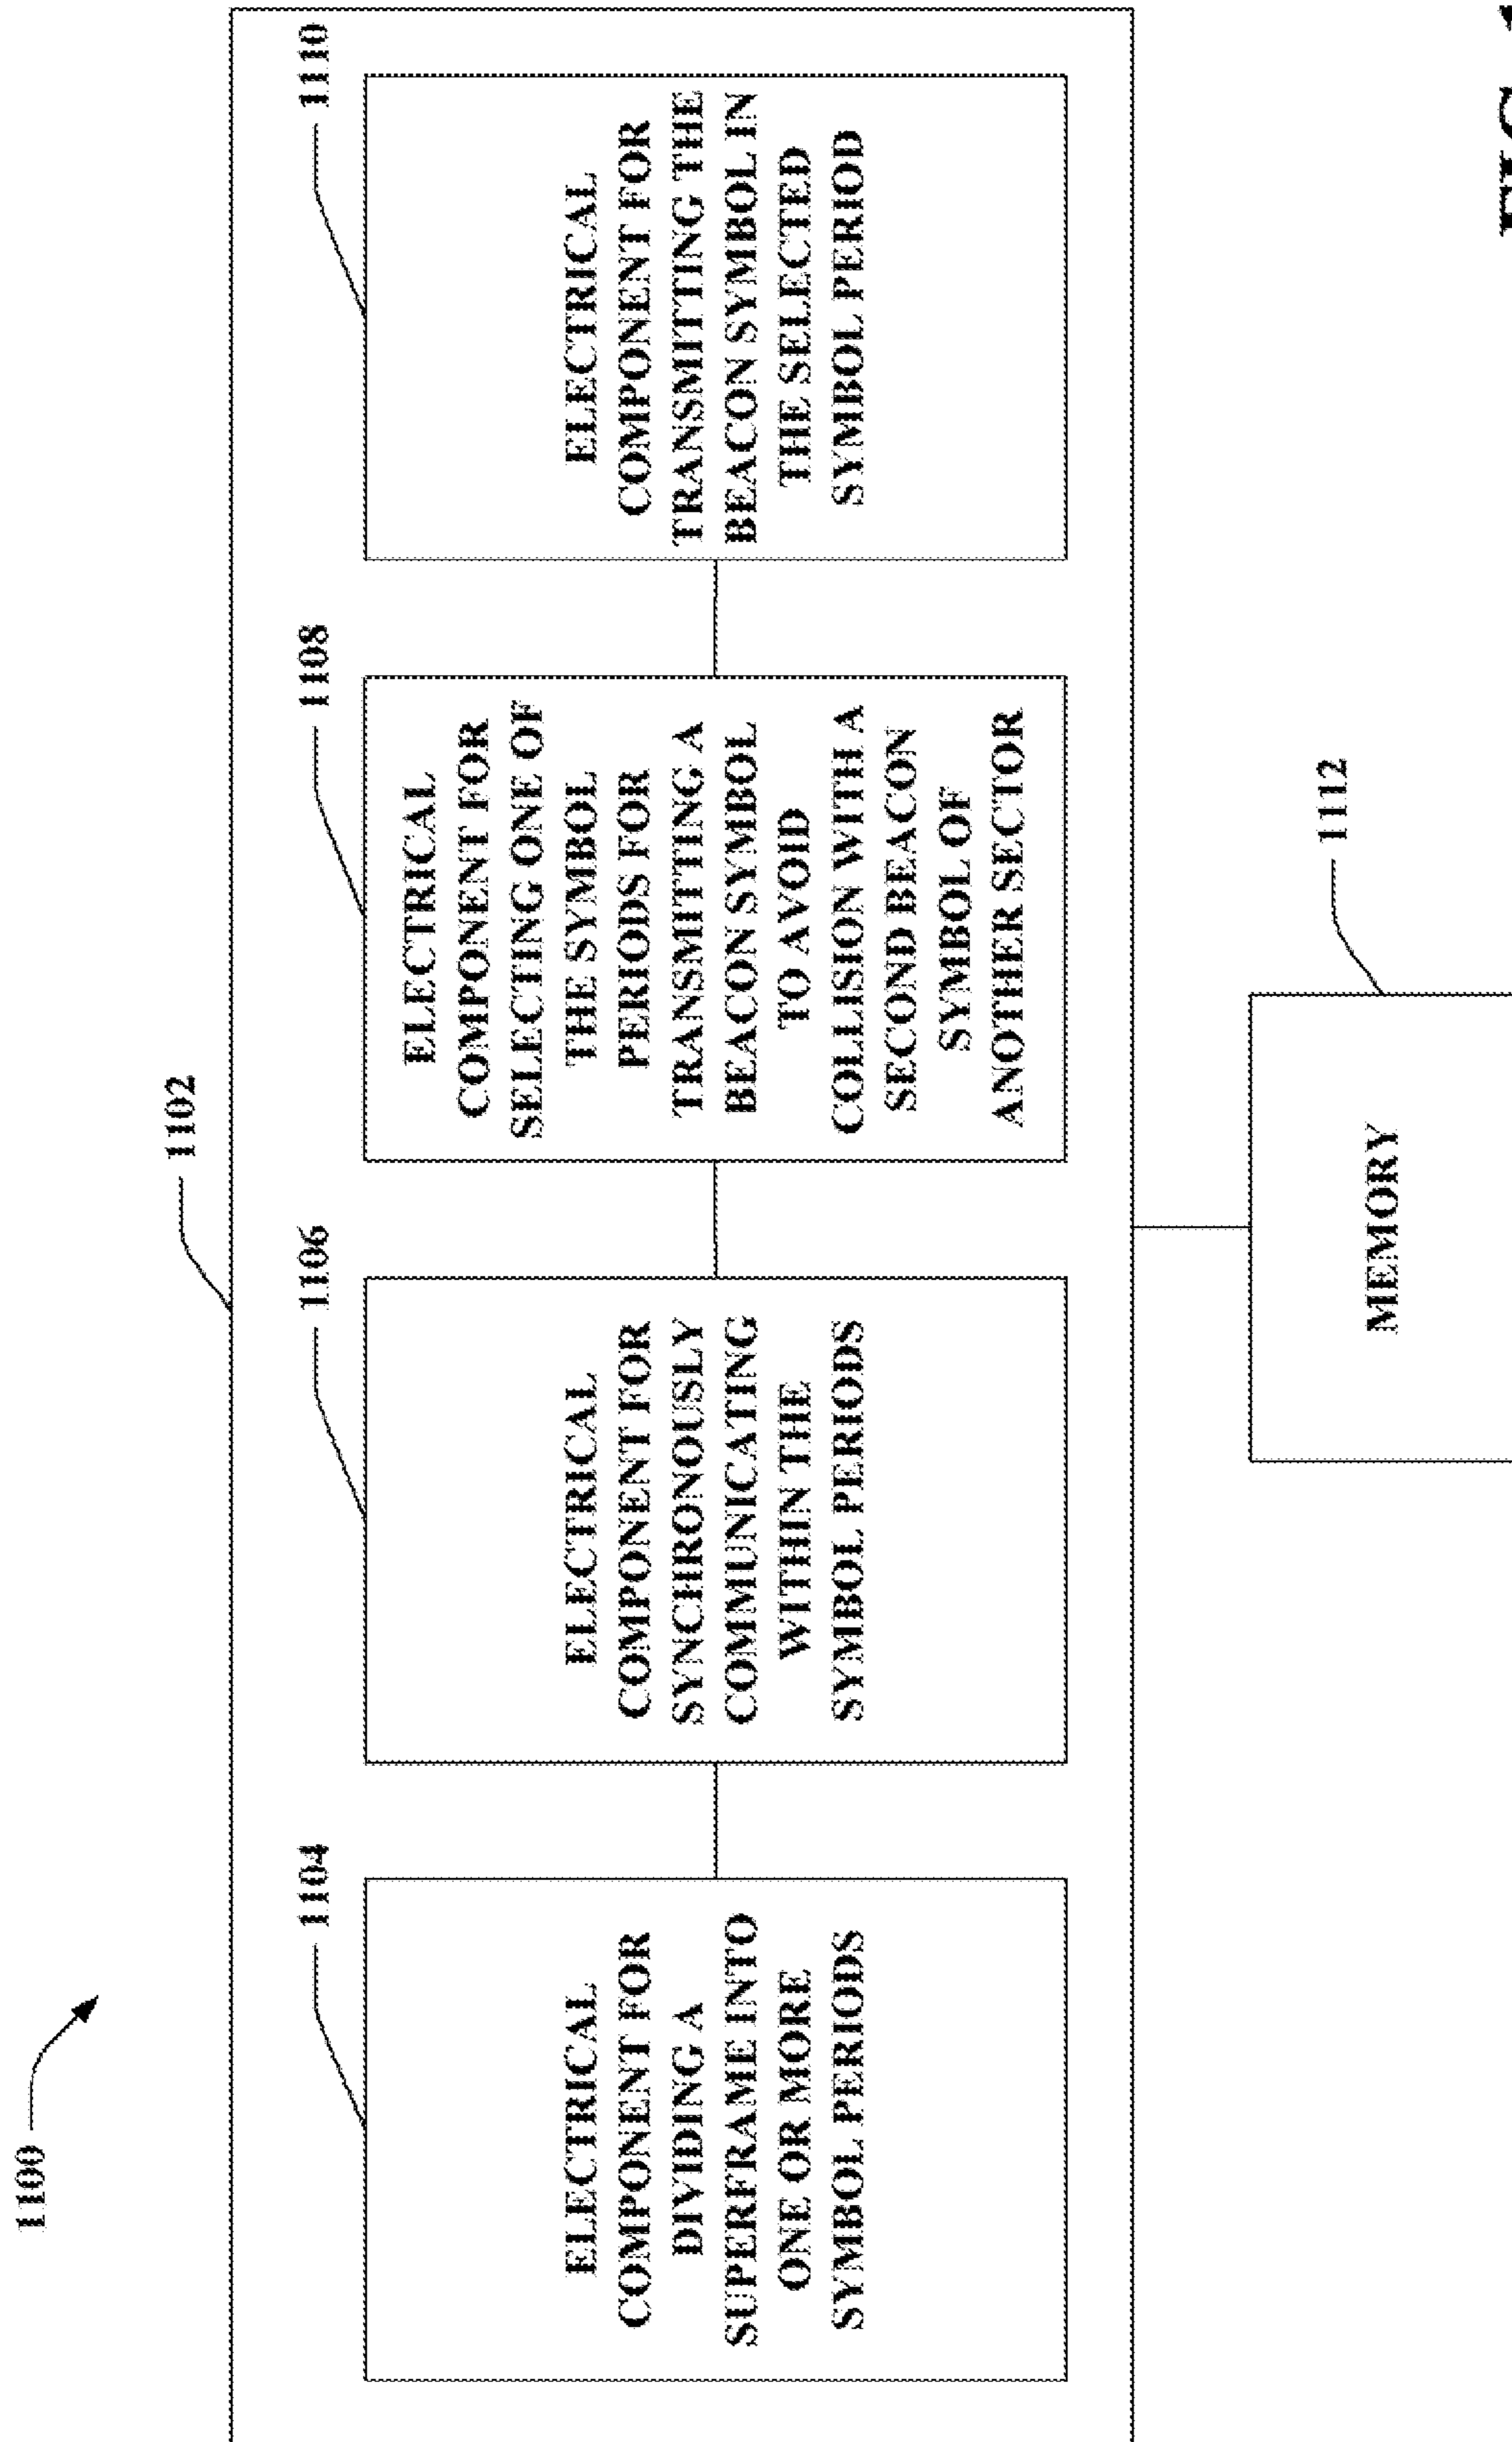 1100
1102
1104
ELECTRICAL
COMPONENT FOR
DIVIDING A
SUPERFRAME INTO
ONE OR MORE
SYMBOL PERIODS
1106
ELECTRICAL
COMPONENT FOR
SYNCHRONOUSLY
COMMUNICATING
WITHIN THE
SYMBOL PERIODS
1108
ELECTRICAL
COMPONENT FOR
SELECTING ONE OF
THE SYMBOL
PERIODS FOR
TRANSMITTING A
BEACON SYMBOL
TO AVOID
COLLISION WITH A
SECOND BEACON
SYMBOL OF
ANOTHER SECTOR
1110
ELECTRICAL
COMPONENT FOR
TRANSMITTING THE
BEACON SYMBOL IN
THE SELECTED
SYMBOL PERIOD
1112
MEMORY